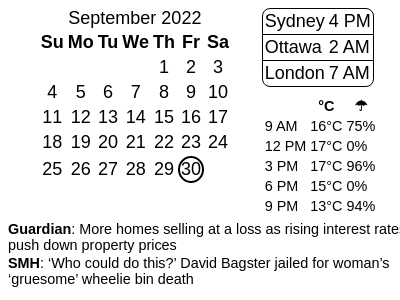 September 2022
Su Mo Tu We Th Fr Sa
1 2 3
4 5 6 7 8 9 10
11 12 13 14 15 16 17
18 19 20 21 22 23 24
25 26 27 28 29 30
Sydney 4 PM
Ottawa 2 AM
London 7 AM
°C ☂
9 AM 16°C 75%
12 PM 17°C 0%
3 PM 17°C 96%
6 PM 15°C 0%
9 PM 13°C 94%
Guardian: More homes selling at a loss as rising interest rates
push down property prices
SMH: ‘Who could do this?’ David Bagster jailed for woman’s
‘gruesome’ wheelie bin death